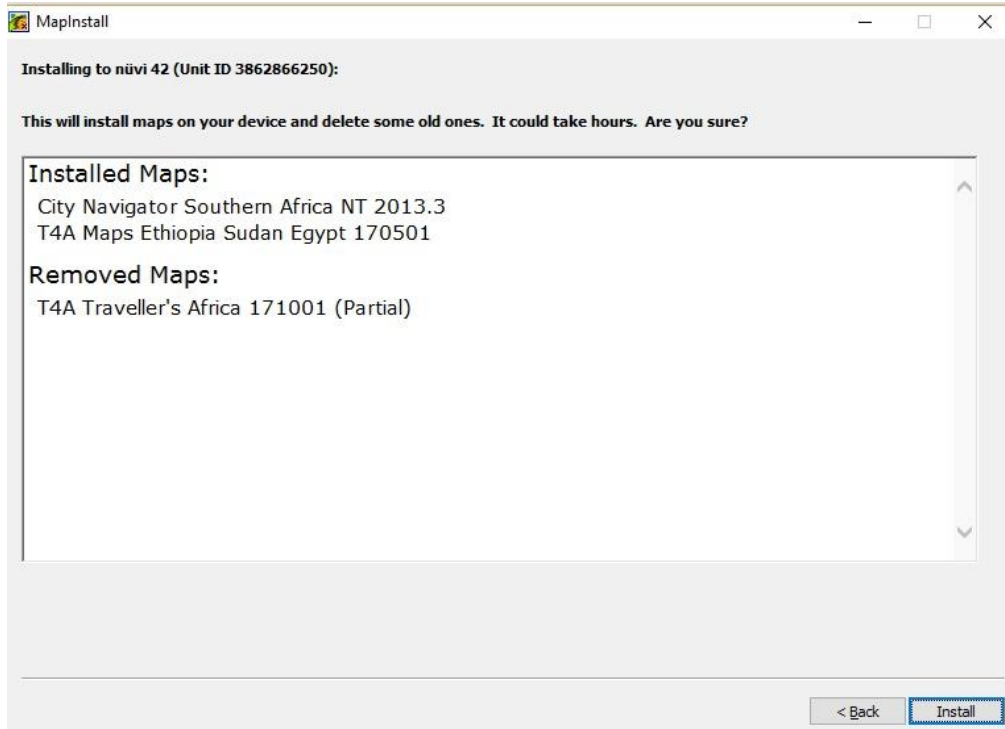 MapInstall
Installing to nüvi 42 (Unit ID 3862866250):
This will install maps on your device and delete some old ones. It could take hours. Are you sure?
Installed Maps:
City Navigator Southern Africa NT 2013.3
T4A Maps Ethiopia Sudan Egypt 170501
Removed Maps:
T4A Traveller's Africa 171001 (Partial)
< Back
Install